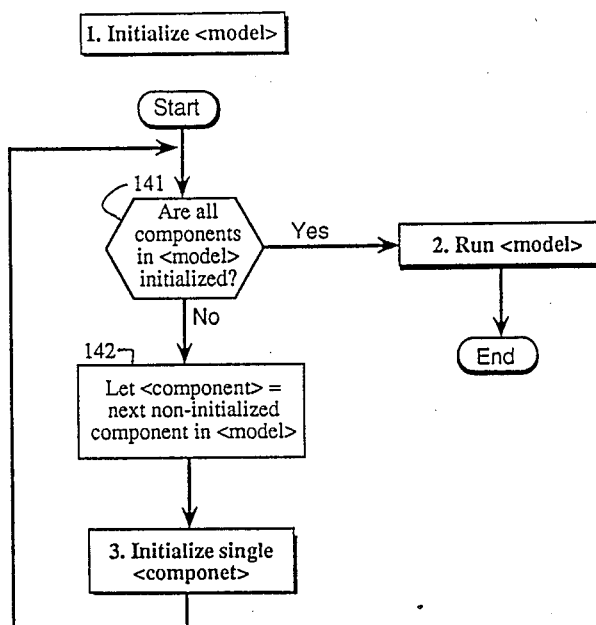 1. Initialize <model>
Start
141
Are all
components
in <model>
initialized?
Yes
2. Run <model>
No
End
142
Let <component> =
next non-initialized
component in <model>
3. Initialize single
<componet>